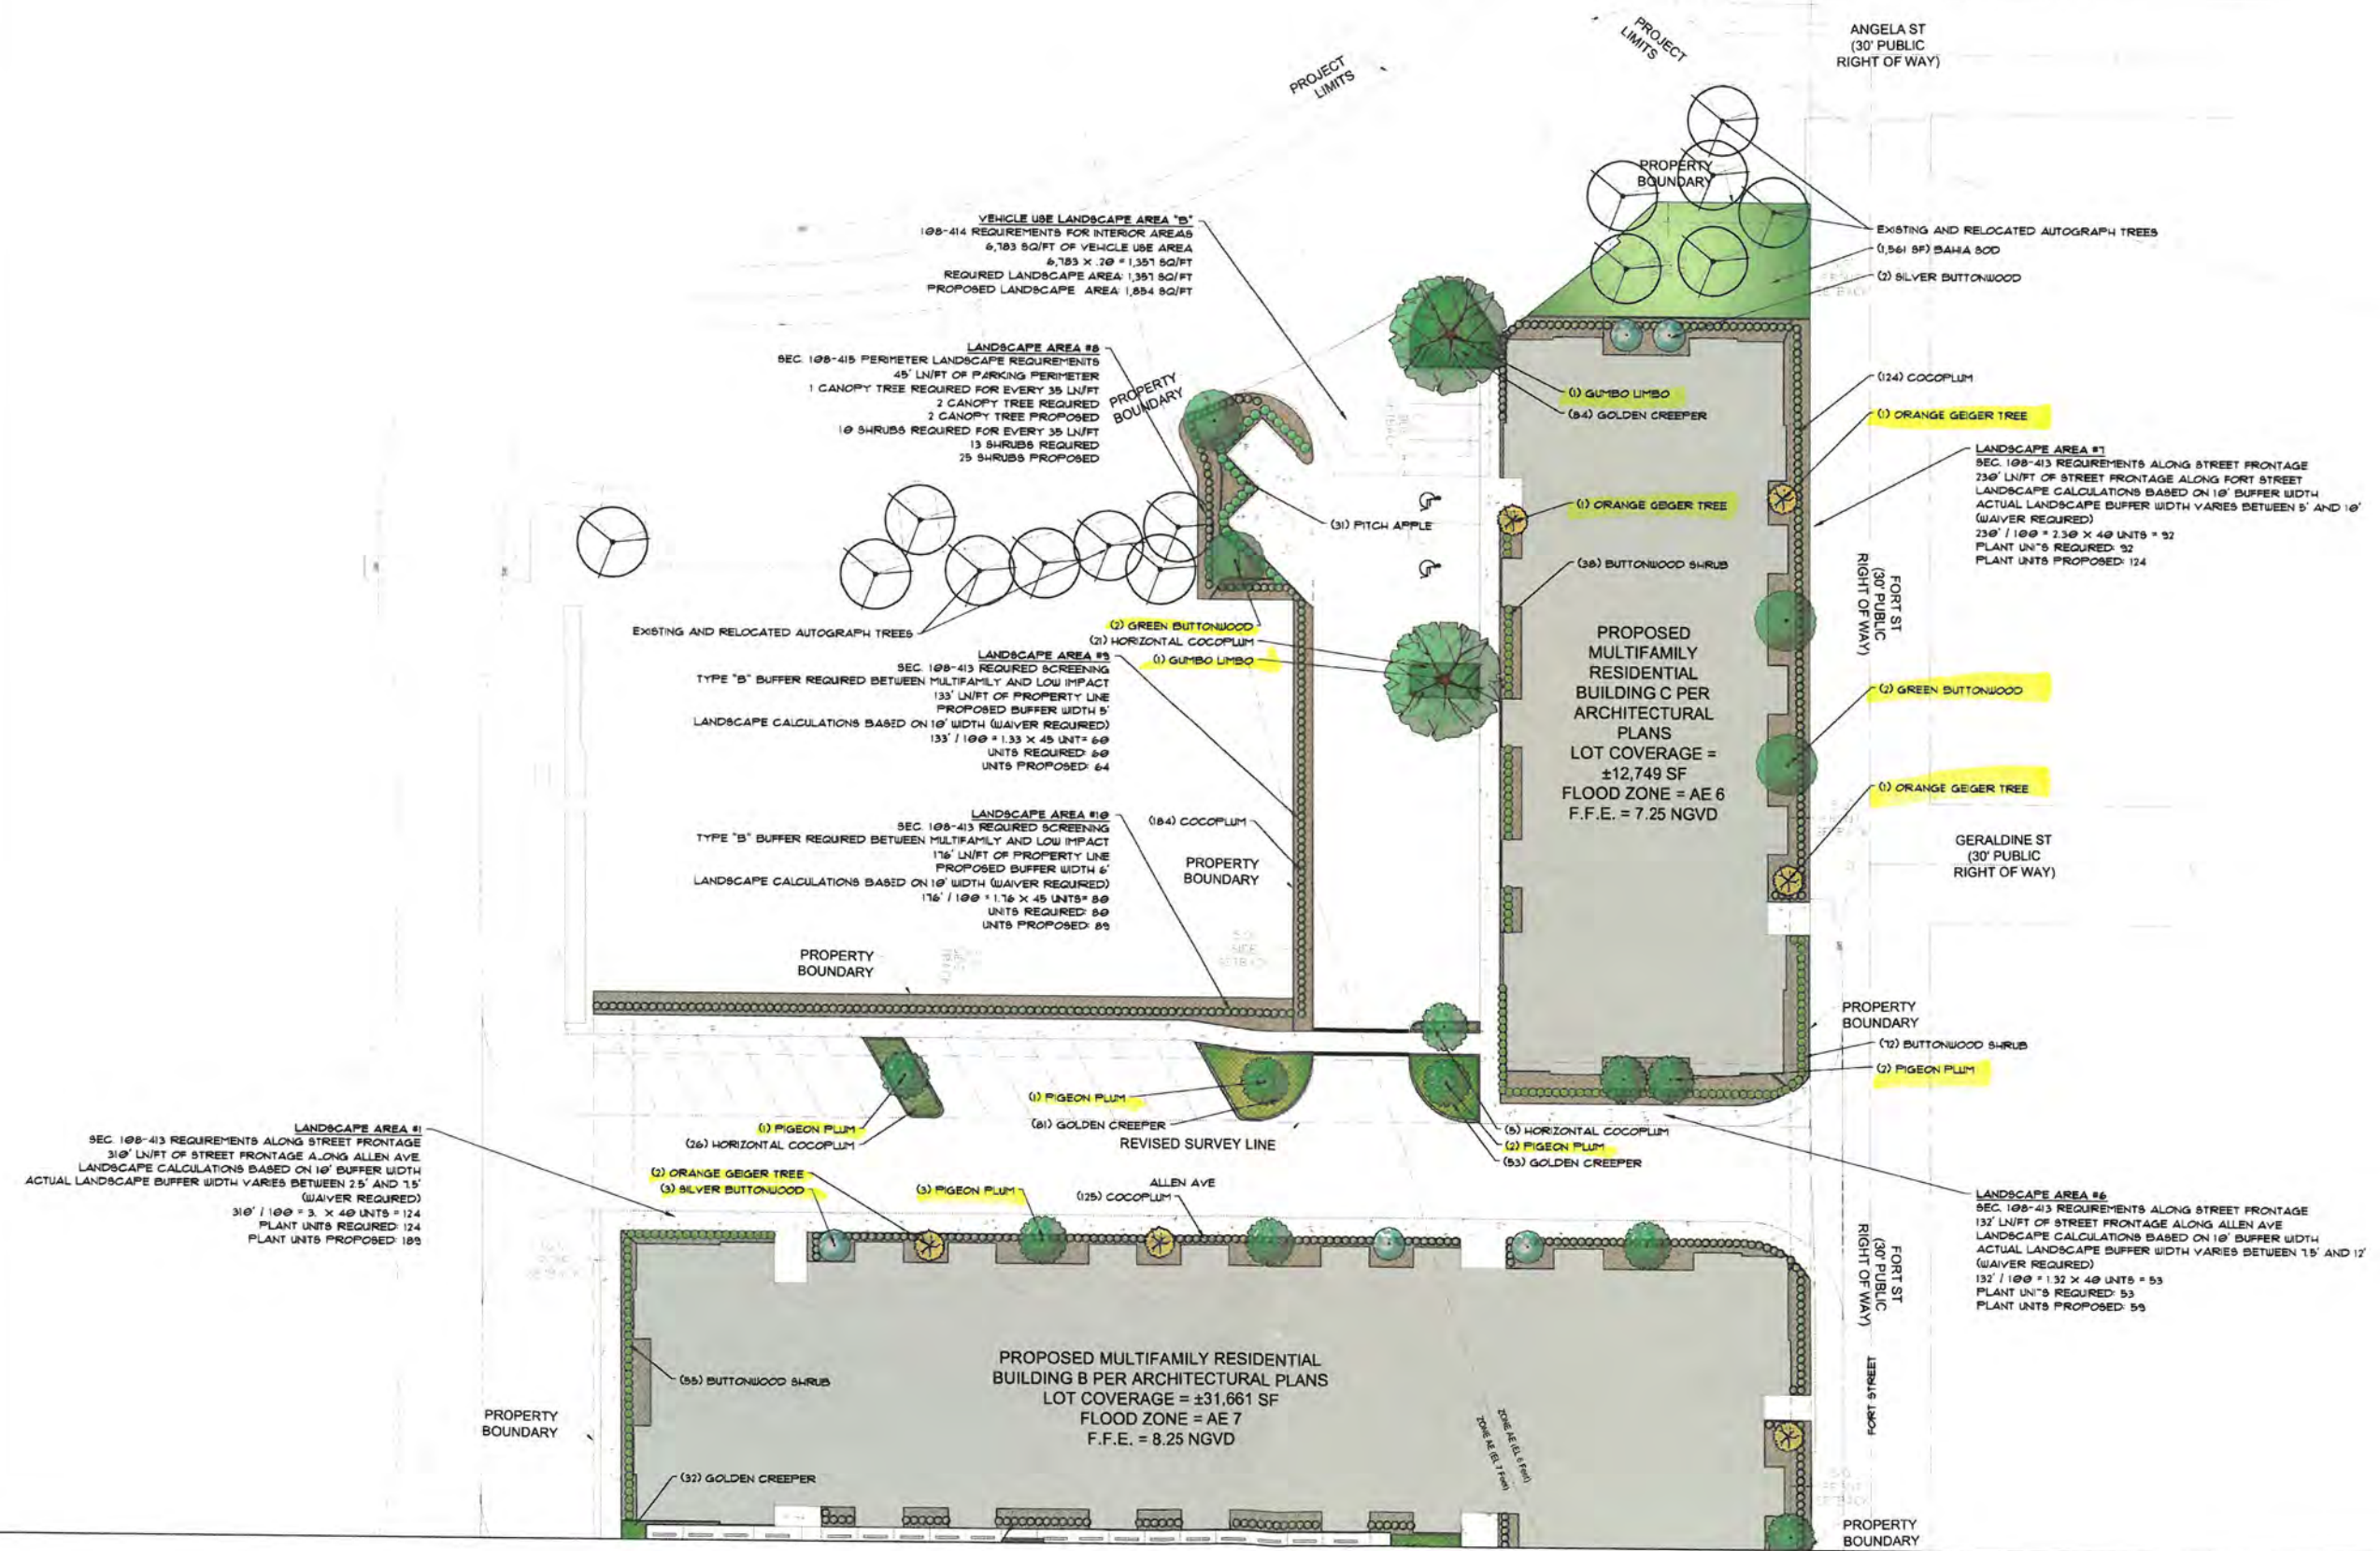 PROJECT
LIMITS
PROJECT
LIMITS
ANGELA ST
(30' PUBLIC
RIGHT OF WAY)
PROPERTY
BOUNDARY
VEHICLE USE LANDSCAPE AREA "B"
108-414 REQUIREMENTS FOR INTERIOR AREAS
6,783 SQ/FT OF VEHICLE USE AREA
6,783 X .20 = 1,357 SQ/FT
REQUIRED LANDSCAPE AREA: 1,357 SQ/FT
PROPOSED LANDSCAPE AREA: 1,884 SQ/FT
EXISTING AND RELOCATED AUTOGRAPH TREES
(1,561 SF) BAHIA SOD
(2) SILVER BUTTONWOOD
LANDSCAPE AREA #8
SEC. 108-415 PERIMETER LANDSCAPE REQUIREMENTS
45' LN/FT OF PARKING PERIMETER
1 CANOPY TREE REQUIRED FOR EVERY 35 LN/FT
2 CANOPY TREE REQUIRED
2 CANOPY TREE PROPOSED
10 SHRUBS REQUIRED FOR EVERY 35 LN/FT
13 SHRUBS REQUIRED
25 SHRUBS PROPOSED
PROPERTY
BOUNDARY
(1) GUMBO LIMBO
(84) GOLDEN CREEPER
(124) COCOPLUM
(1) ORANGE GEIGER TREE
LANDSCAPE AREA #7
SEC. 108-413 REQUIREMENTS ALONG STREET FRONTAGE
230' LN/FT OF STREET FRONTAGE ALONG FORT STREET
LANDSCAPE CALCULATIONS BASED ON 10' BUFFER WIDTH
ACTUAL LANDSCAPE BUFFER WIDTH VARIES BETWEEN 5' AND 10'
(WAIVER REQUIRED)
230' / 100 = 2.30 X 40 UNITS = 92
PLANT UNITS REQUIRED: 92
PLANT UNITS PROPOSED: 124
(1) ORANGE GEIGER TREE
(31) PITCH APPLE
(38) BUTTONWOOD SHRUB
FORT ST
(30' PUBLIC
RIGHT OF WAY)
EXISTING AND RELOCATED AUTOGRAPH TREES
(2) GREEN BUTTONWOOD
(21) HORIZONTAL COCOPLUM
(1) GUMBO LIMBO
LANDSCAPE AREA #9
SEC. 108-413 REQUIRED SCREENING
TYPE "B" BUFFER REQUIRED BETWEEN MULTIFAMILY AND LOW IMPACT
133' LN/FT OF PROPERTY LINE
PROPOSED BUFFER WIDTH 5'
LANDSCAPE CALCULATIONS BASED ON 10' WIDTH (WAIVER REQUIRED)
133' / 100 = 1.33 X 45 UNIT= 60
UNITS REQUIRED: 60
UNITS PROPOSED: 64
PROPOSED
MULTIFAMILY
RESIDENTIAL
BUILDING C PER
ARCHITECTURAL
PLANS
LOT COVERAGE =
±12,749 SF
FLOOD ZONE = AE 6
F.F.E. = 7.25 NGVD
(2) GREEN BUTTONWOOD
(1) ORANGE GEIGER TREE
LANDSCAPE AREA #10
SEC. 108-413 REQUIRED SCREENING
TYPE "B" BUFFER REQUIRED BETWEEN MULTIFAMILY AND LOW IMPACT
176' LN/FT OF PROPERTY LINE
PROPOSED BUFFER WIDTH 6'
LANDSCAPE CALCULATIONS BASED ON 10' WIDTH (WAIVER REQUIRED)
176' / 100 = 1.76 X 45 UNITS= 80
UNITS REQUIRED: 80
UNITS PROPOSED: 89
(184) COCOPLUM
PROPERTY
BOUNDARY
GERALDINE ST
(30' PUBLIC
RIGHT OF WAY)
PROPERTY
BOUNDARY
PROPERTY
BOUNDARY
(72) BUTTONWOOD SHRUB
(2) PIGEON PLUM
(1) PIGEON PLUM
(81) GOLDEN CREEPER
REVISED SURVEY LINE
(1) PIGEON PLUM
(26) HORIZONTAL COCOPLUM
(5) HORIZONTAL COCOPLUM
(2) PIGEON PLUM
(53) GOLDEN CREEPER
LANDSCAPE AREA #1
SEC. 108-413 REQUIREMENTS ALONG STREET FRONTAGE
310' LN/FT OF STREET FRONTAGE ALONG ALLEN AVE.
LANDSCAPE CALCULATIONS BASED ON 10' BUFFER WIDTH
ACTUAL LANDSCAPE BUFFER WIDTH VARIES BETWEEN 2.5' AND 7.5'
(WAIVER REQUIRED)
310' / 100 = 3. X 40 UNITS = 124
PLANT UNITS REQUIRED: 124
PLANT UNITS PROPOSED: 189
(2) ORANGE GEIGER TREE
(3) SILVER BUTTONWOOD
(3) PIGEON PLUM
ALLEN AVE
(125) COCOPLUM
LANDSCAPE AREA #6
SEC. 108-413 REQUIREMENTS ALONG STREET FRONTAGE
132' LN/FT OF STREET FRONTAGE ALONG ALLEN AVE
LANDSCAPE CALCULATIONS BASED ON 10' BUFFER WIDTH
ACTUAL LANDSCAPE BUFFER WIDTH VARIES BETWEEN 7.5' AND 12'
(WAIVER REQUIRED)
132' / 100 = 1.32 X 40 UNITS = 53
PLANT UNITS REQUIRED: 53
PLANT UNITS PROPOSED: 59
FORT ST
(30' PUBLIC
RIGHT OF WAY)
FORT STREET
(55) BUTTONWOOD SHRUB
PROPOSED MULTIFAMILY RESIDENTIAL
BUILDING B PER ARCHITECTURAL PLANS
LOT COVERAGE = ±31,661 SF
FLOOD ZONE = AE 7
F.F.E. = 8.25 NGVD
ZONE AE (EL 6 Feet)
ZONE AE (EL 7 Feet)
PROPERTY
BOUNDARY
(32) GOLDEN CREEPER
PROPERTY
BOUNDARY